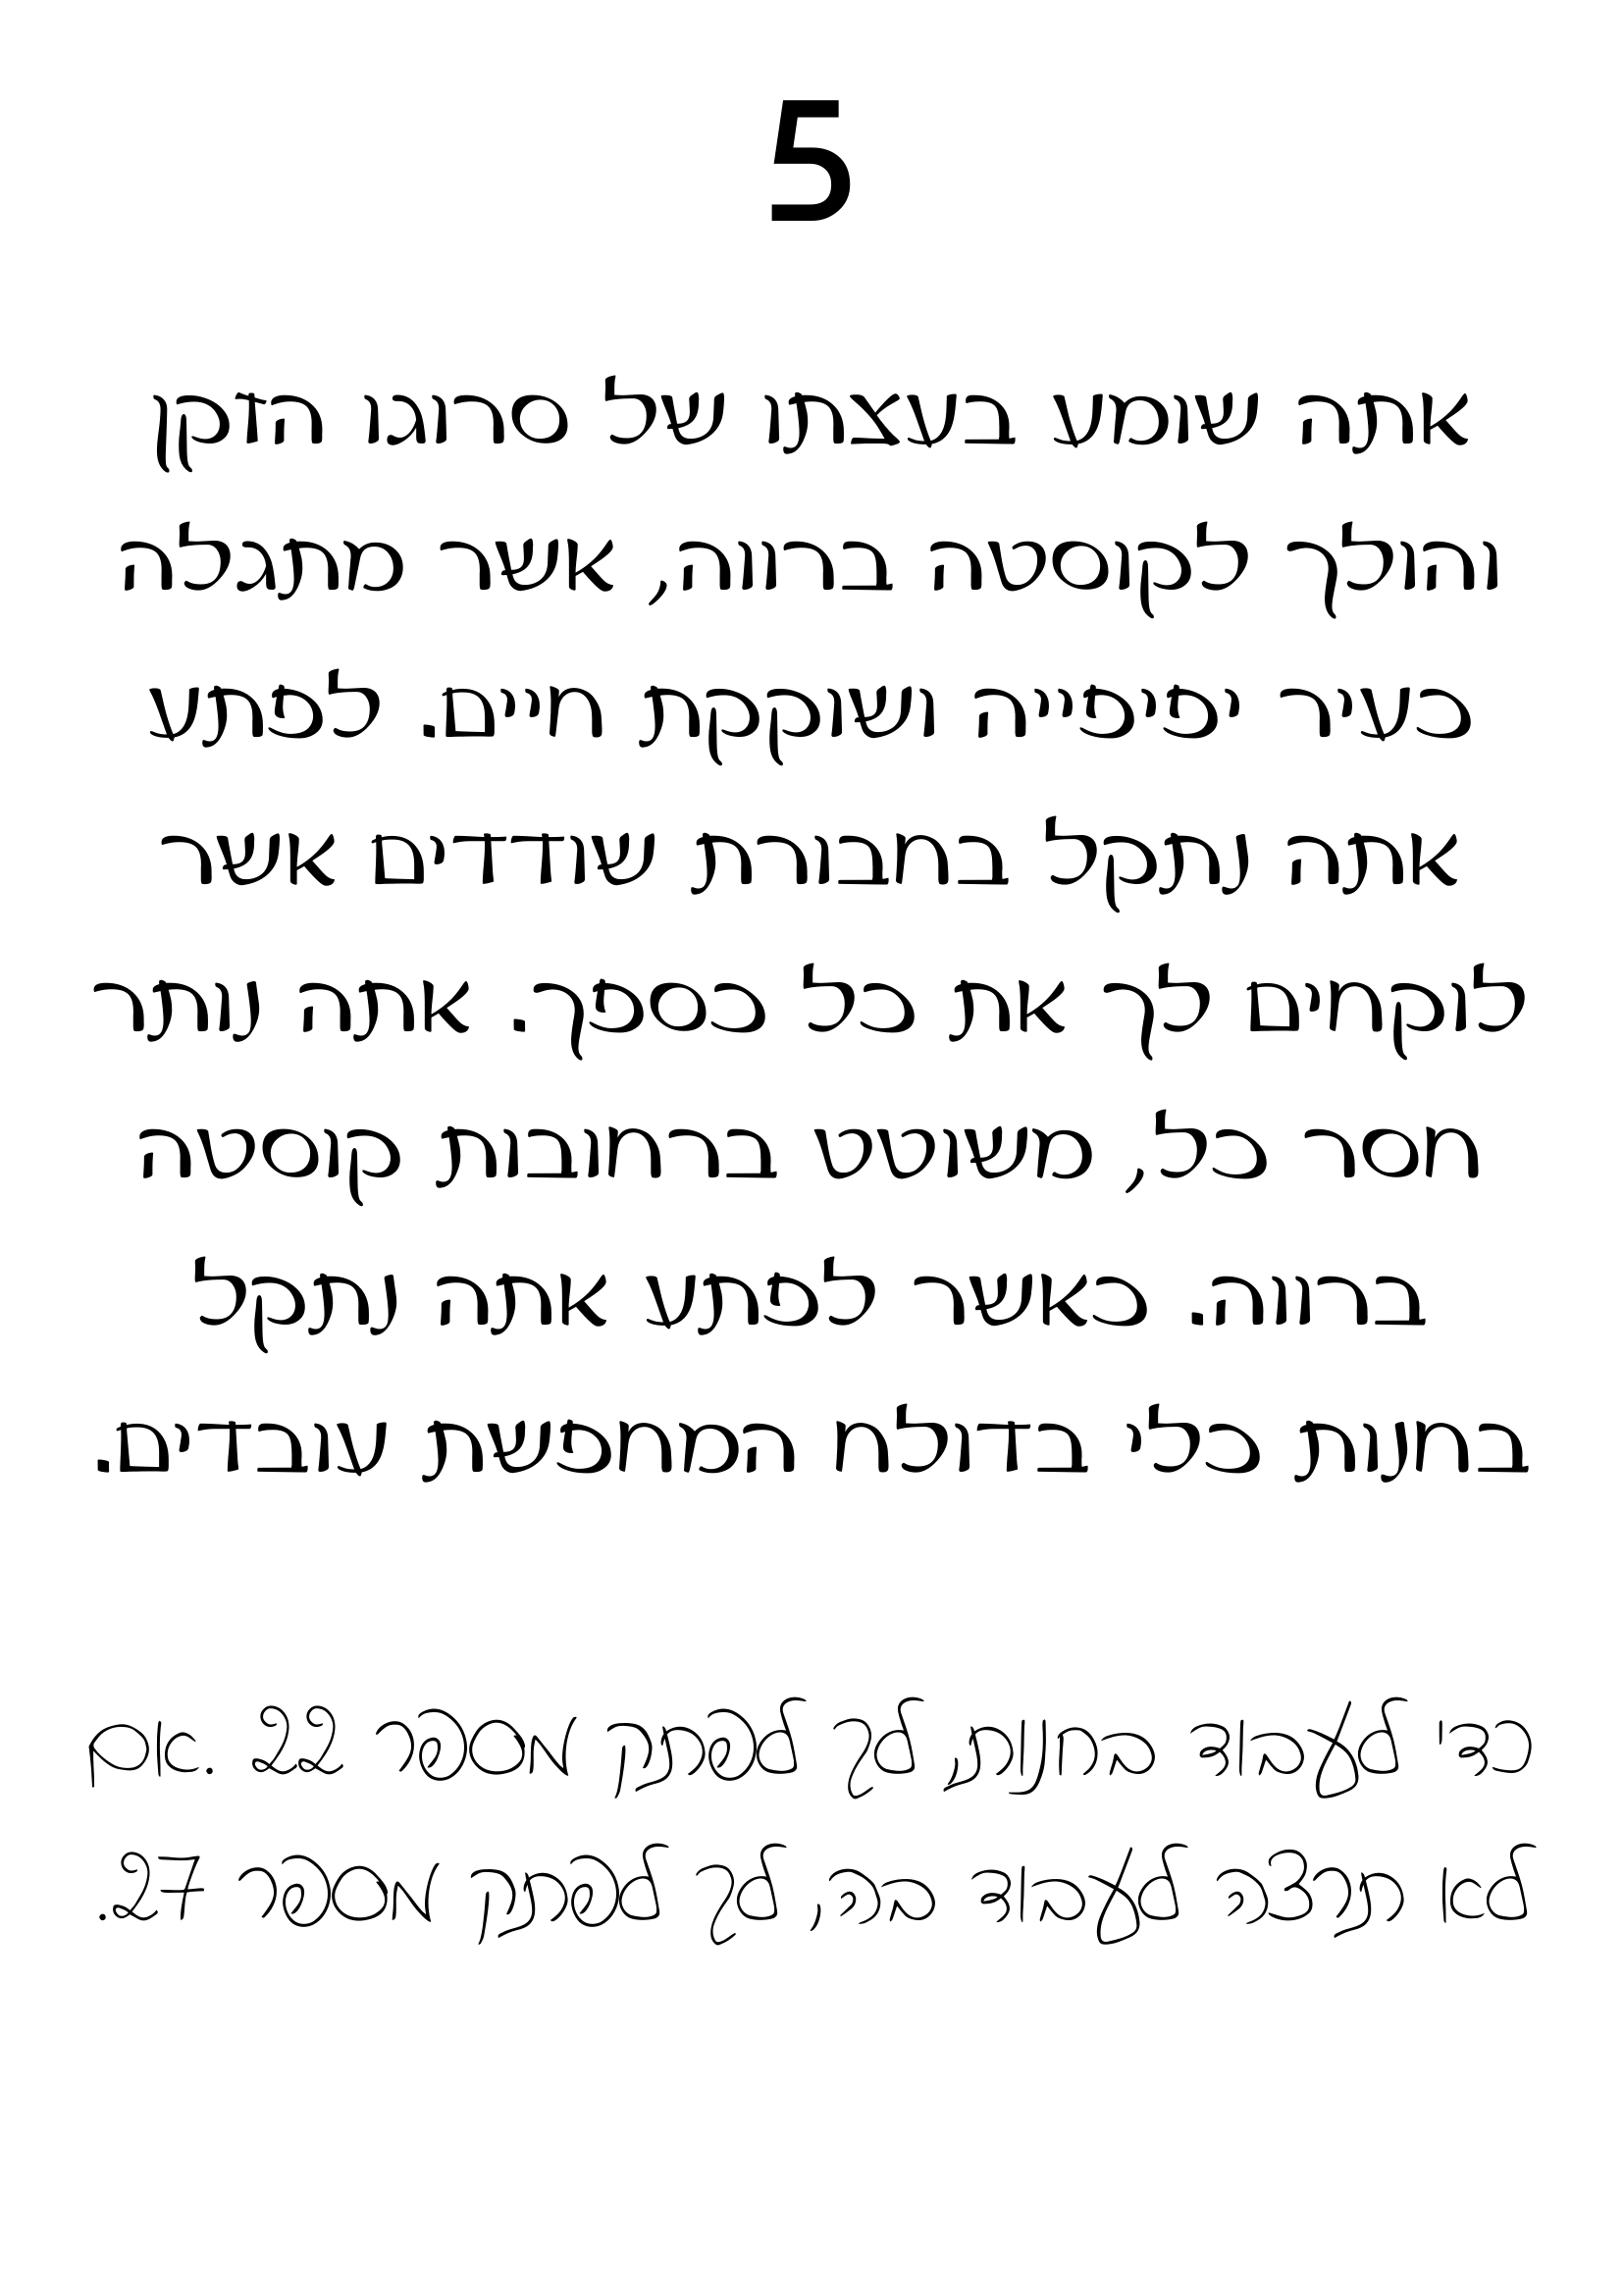 5
אתה שומע בעצתו של סרוגו הזקן
והולך לקוסטה ברווה, אשר מתגלה
כעיר יפיפייה ושוקקת חיים. לפתע
אתה נתקל בחבורת שודדים אשר
לוקחים לך את כל כספך. אתה נותר
חסר כל, משוטט ברחובות קוסטה
ברווה. כאשר לפתע אתה נתקל
בחנות כלי בדולח המחפשת עובדים.
כדי לעבוד בחנות, לך לפתק מספר 22 .אם
לא תרצה לעבוד בה, לך לפתק מספר 27.